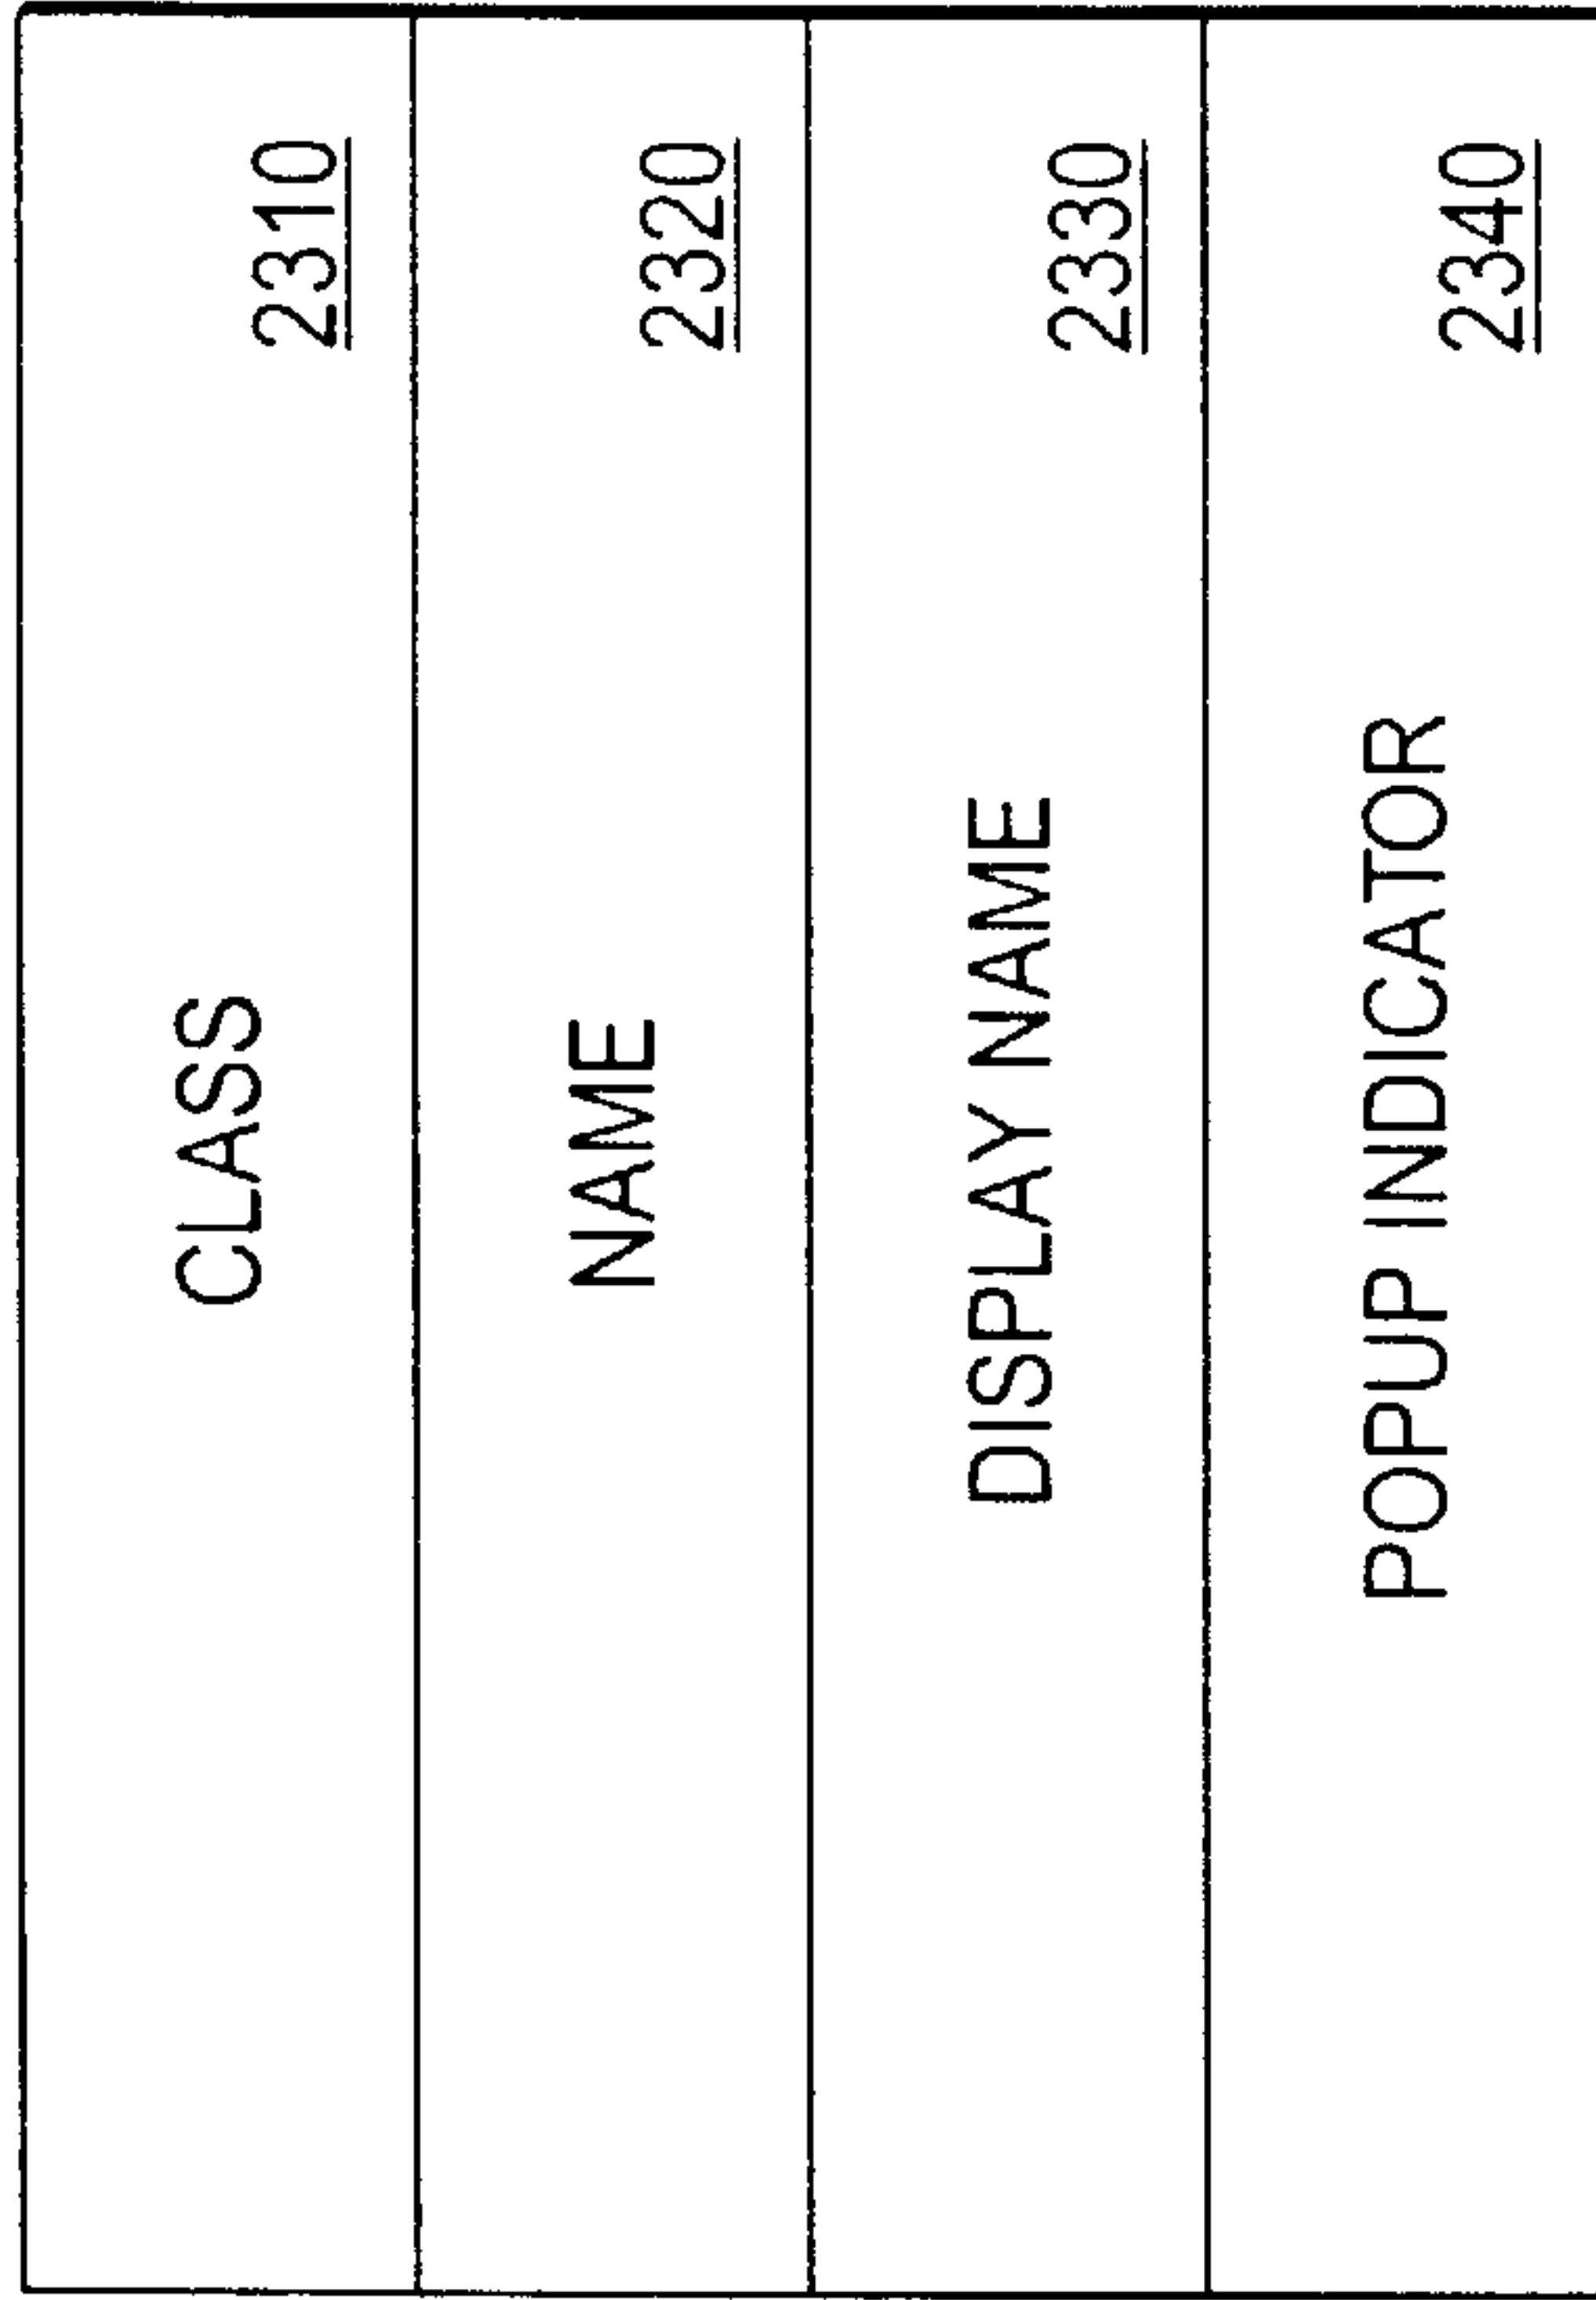 CLASS
2310
NAME
2320
DISPLAY NAME
2330
POPUP INDICATOR
2340